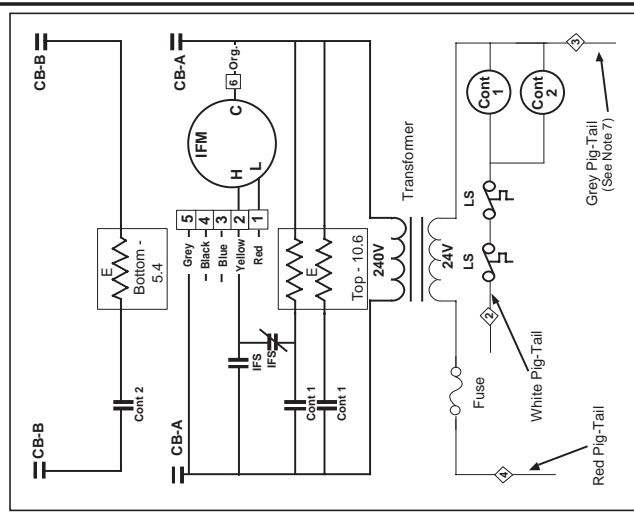 CB-B
CB-B
Cont 2
E
Bottom -
5.4
CB-A
CB-A
IFM
H
L
C
6
Org.
5
4
3
2
1
Grey
Black
Blue
Yellow
Red
IFS
IFS
Cont 1
Cont 1
E
Top - 10.6
240V
24V
Transformer
Fuse
LS
LS
Cont
1
Cont
2
2
3
4
Red Pig-Tail
White Pig-Tail
Grey Pig-Tail
(See Note 7)